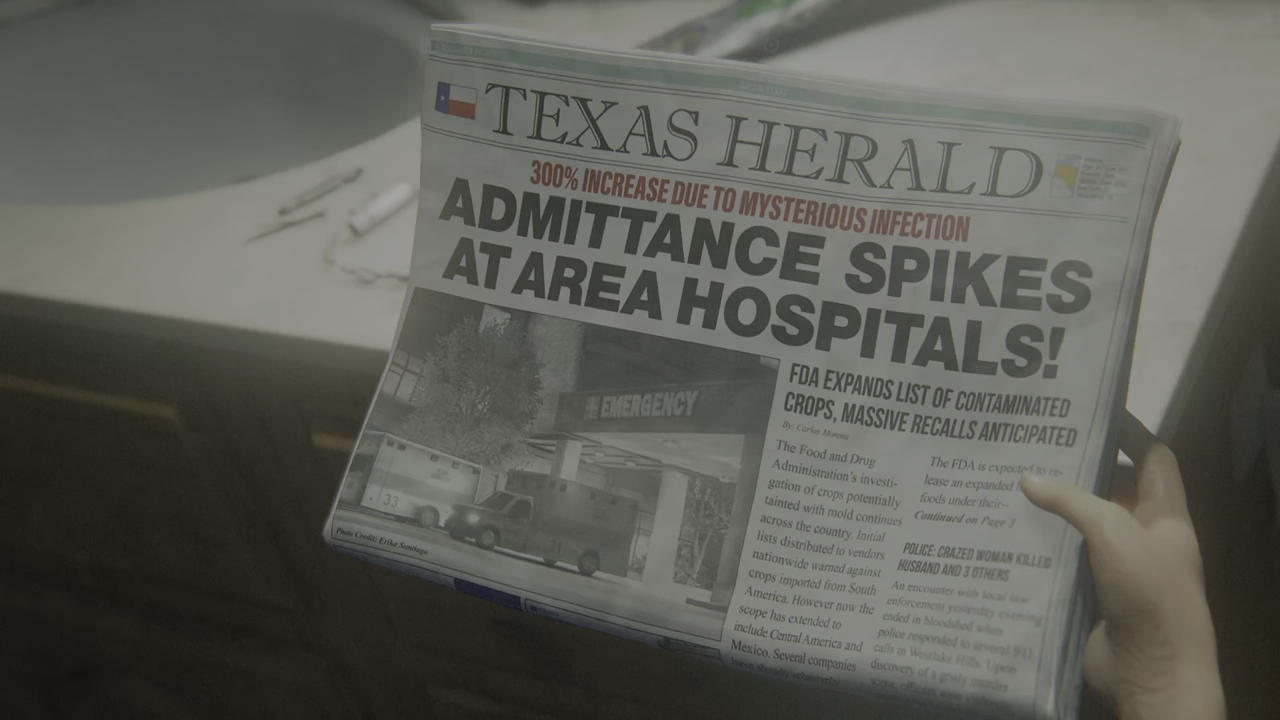 TEXAS HERALD
300% INCREASE DUE TO MYSTERIOUS INFECTION
ADMITTANCE SPIKES
AT AREA HOSPITALS!
EMERGENCY
33
31
Photo Credit: Erika Santiago
FDA EXPANDS LIST OF CONTAMINATED
CROPS, MASSIVE RECALLS ANTICIPATED
By: Carlos Moreno
The Food and Drug
Administration's investi-
gation of crops potentially
tainted with mold continues
across the country. Initial
lists distributed to vendors
nationwide warned against
crops imported from South
America. However now the
scope has extended to
include Central America and
Mexico. Several companies
have already voluntarily
The FDA is expected to re-
lease an expanded
foods under their--
Continued on Page 3
POLICE: CRAZED WOMAN KILLED
HUSBAND AND 3 OTHERS
An encounter with local law
enforcement yesterday evening
ended in bloodshed when
police responded to several 911
calls in Westlake Hills. Upon
discovery of a grisly murder